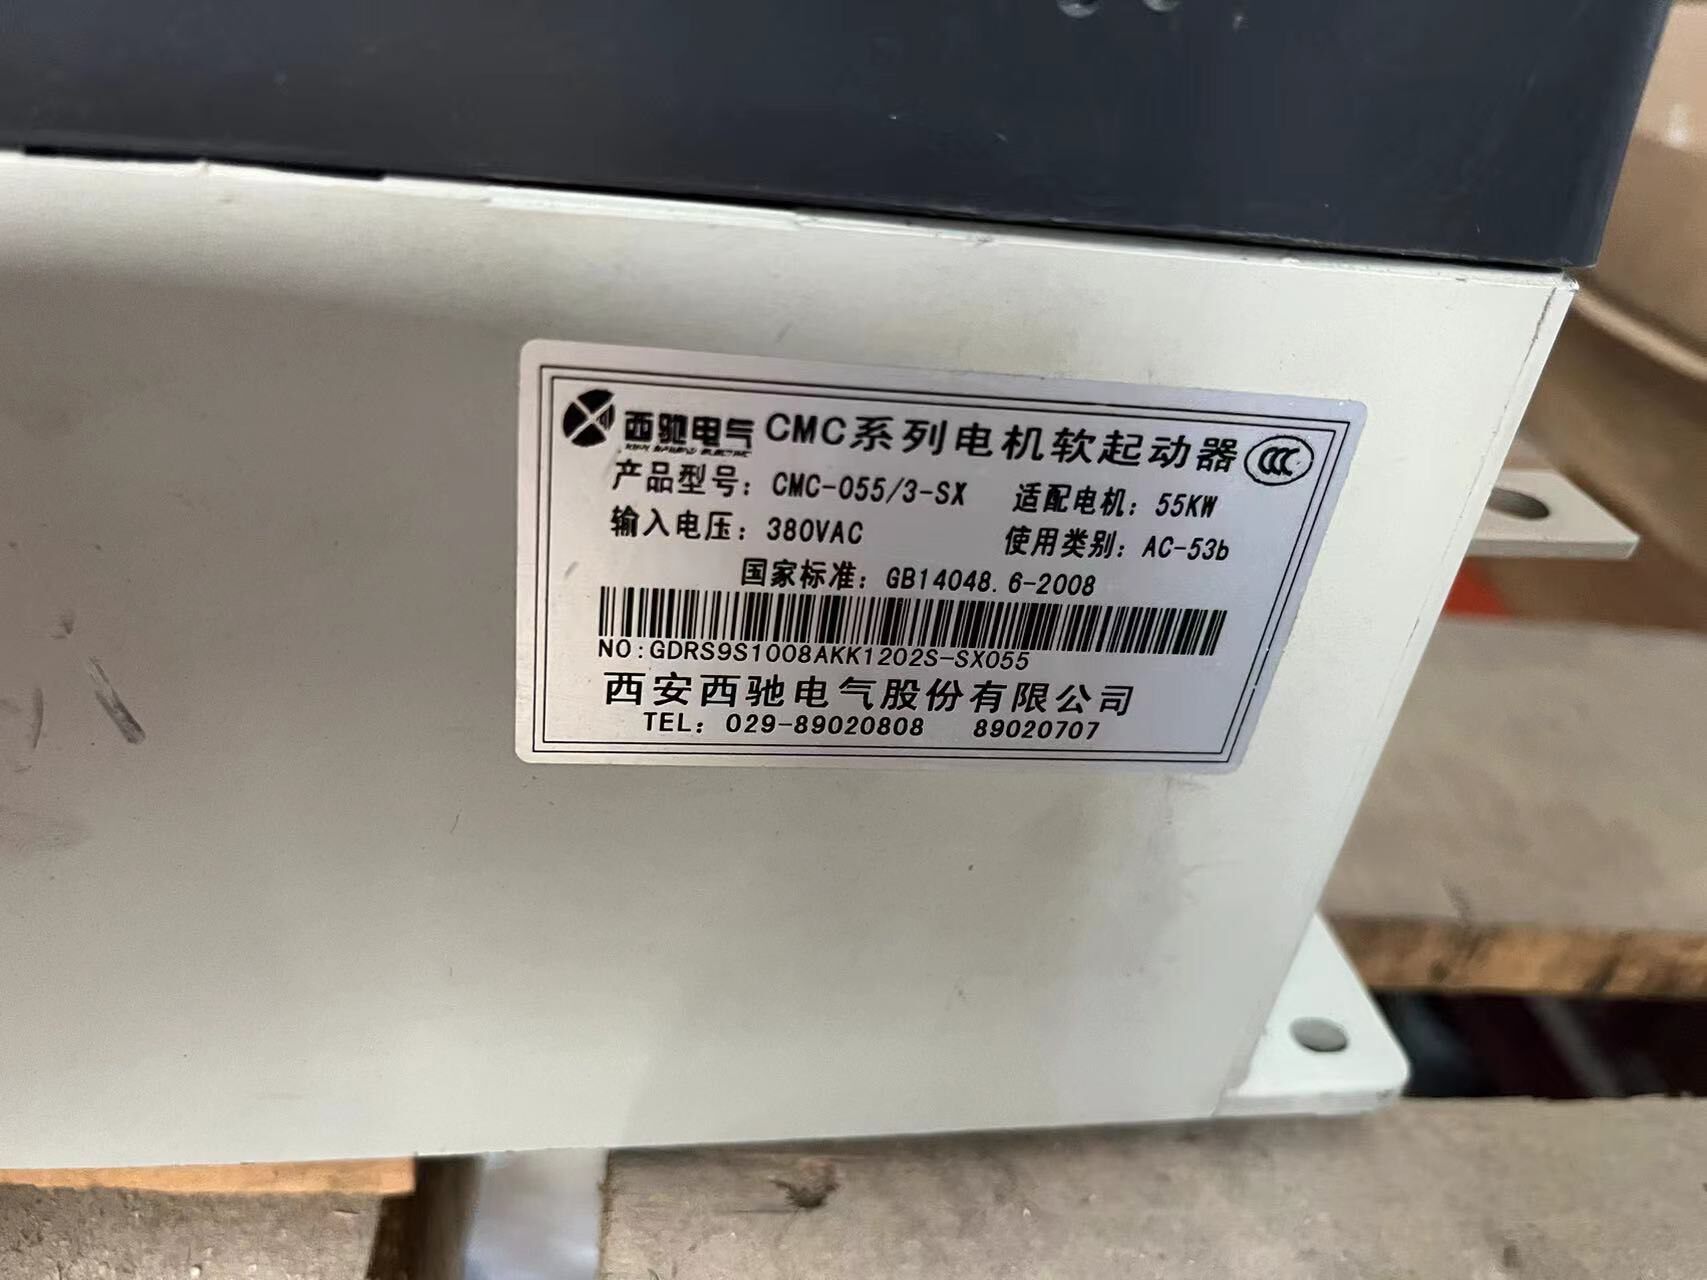 西驰电气 CMC系列电机软起动器 CCC
产品型号：CMC-055/3-SX 适配电机：55KW
输入电压：380VAC 使用类别：AC-53b
国家标准：GB14048.6-2008
NO:GDRS9S1008AKK1202S-SX055
西安西驰电气股份有限公司
TEL：029-89020808 89020707